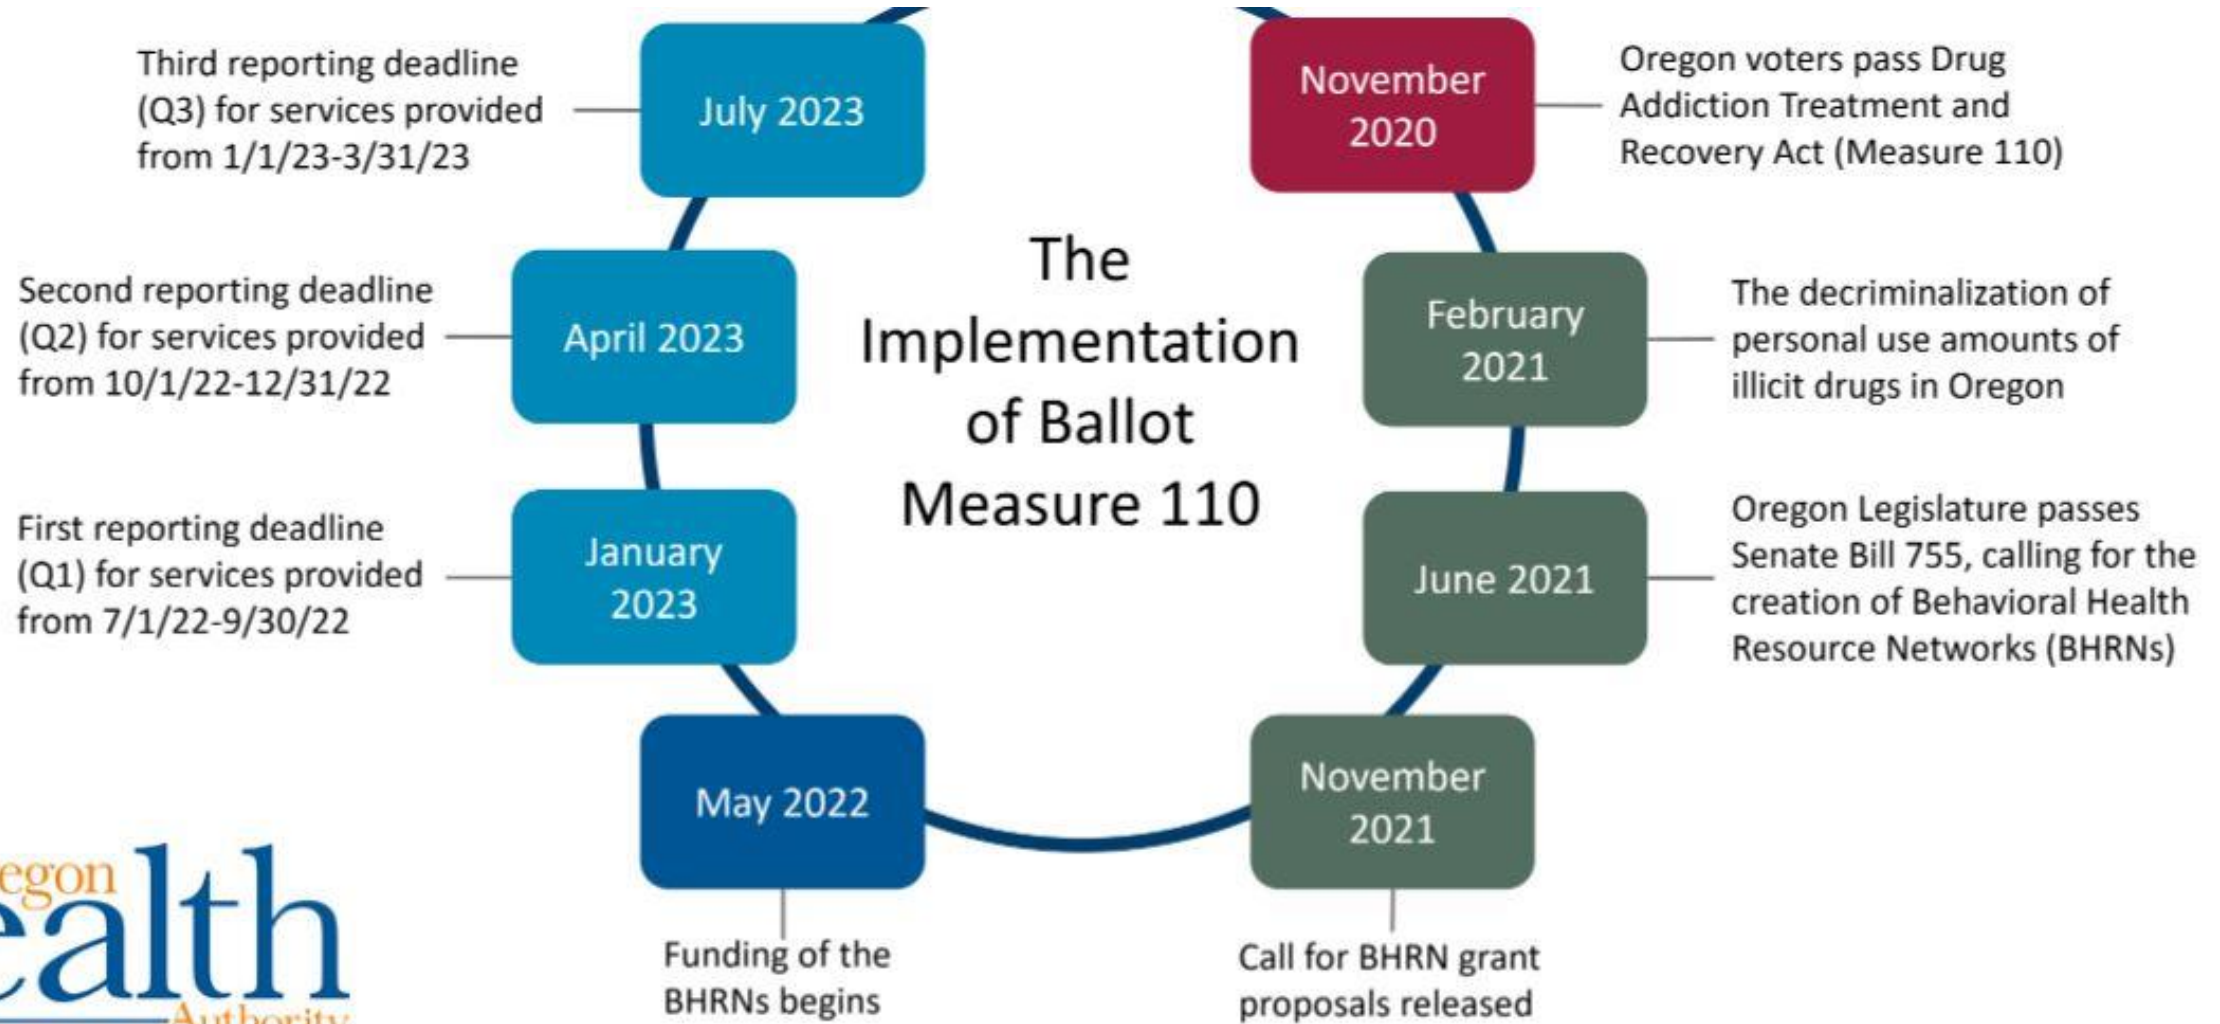 The
Implementation
of Ballot
Measure 110
November
2020
Oregon voters pass Drug
Addiction Treatment and
Recovery Act (Measure 110)
February
2021
The decriminalization of
personal use amounts of
illicit drugs in Oregon
June 2021
Oregon Legislature passes
Senate Bill 755, calling for the
creation of Behavioral Health
Resource Networks (BHRNs)
November
2021
Call for BHRN grant
proposals released
May 2022
Funding of the
BHRNs begins
January
2023
First reporting deadline
(Q1) for services provided
from 7/1/22-9/30/22
April 2023
Second reporting deadline
(Q2) for services provided
from 10/1/22-12/31/22
July 2023
Third reporting deadline
(Q3) for services provided
from 1/1/23-3/31/23
egon
ealth
Authority